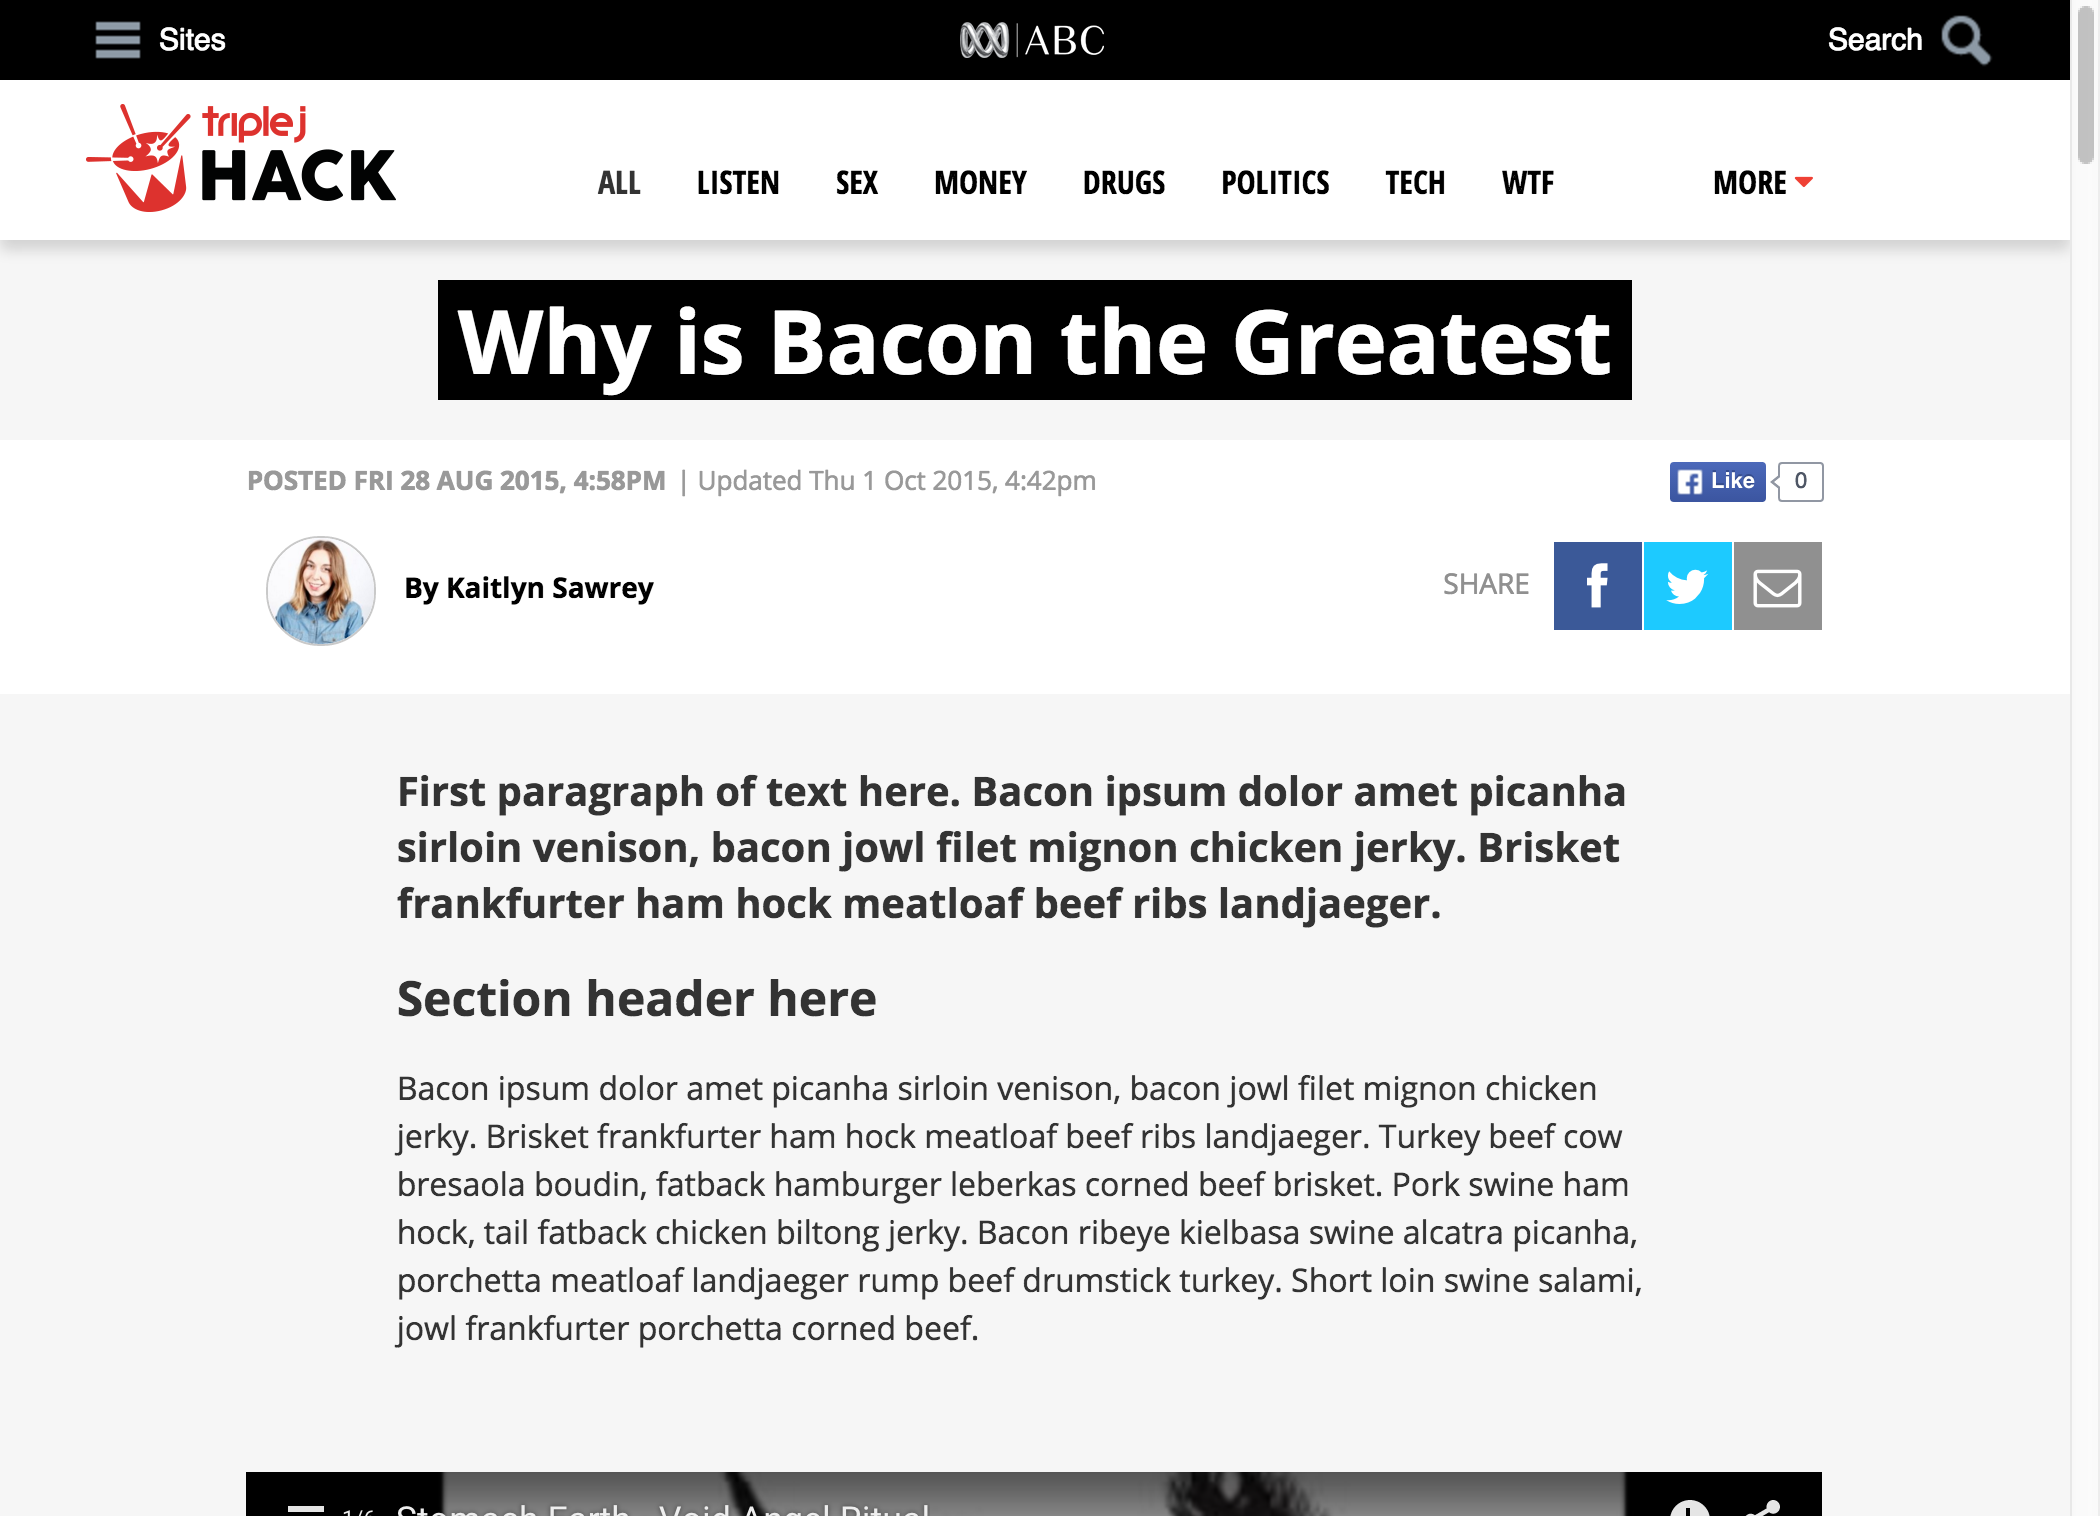 Sites
ABC
Search
triple j
HACK
ALL LISTEN SEX MONEY DRUGS POLITICS TECH WTF MORE
Why is Bacon the Greatest
POSTED FRI 28 AUG 2015, 4:58PM | Updated Thu 1 Oct 2015, 4:42pm
Like 0
By Kaitlyn Sawrey
SHARE
First paragraph of text here. Bacon ipsum dolor amet picanha
sirloin venison, bacon jowl filet mignon chicken jerky. Brisket
frankfurter ham hock meatloaf beef ribs landjaeger.
Section header here
Bacon ipsum dolor amet picanha sirloin venison, bacon jowl filet mignon chicken
jerky. Brisket frankfurter ham hock meatloaf beef ribs landjaeger. Turkey beef cow
bresaola boudin, fatback hamburger leberkas corned beef brisket. Pork swine ham
hock, tail fatback chicken biltong jerky. Bacon ribeye kielbasa swine alcatra picanha,
porchetta meatloaf landjaeger rump beef drumstick turkey. Short loin swine salami,
jowl frankfurter porchetta corned beef.
1/6 Stomach Earth - Void Angel Ritual